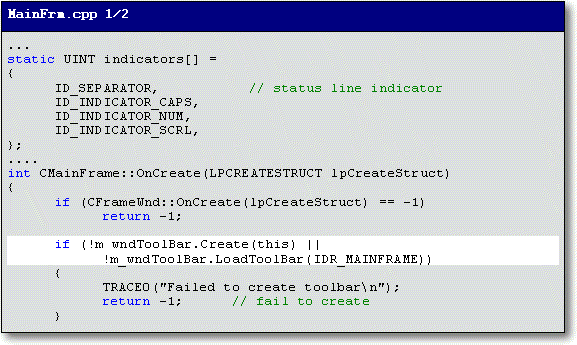 MainFrm.cpp 1/2
...
static UINT indicators[] =
{
ID_SEPARATOR, // status line indicator
ID_INDICATOR_CAPS,
ID_INDICATOR_NUM,
ID_INDICATOR_SCRL,
};
....
int CMainFrame::OnCreate(LPCREATESTRUCT lpCreateStruct)
{
if (CFrameWnd::OnCreate(lpCreateStruct) == -1)
return -1;
if (!m_wndToolBar.Create(this) ||
!m_wndToolBar.LoadToolBar(IDR_MAINFRAME))
{
TRACE0("Failed to create toolbar\n");
return -1; // fail to create
}